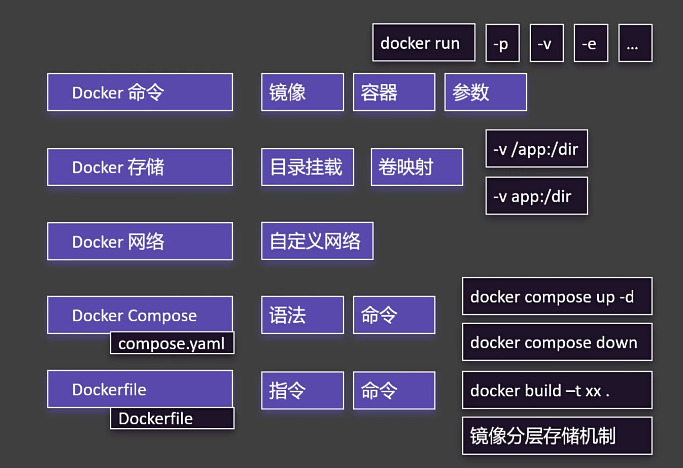 docker run -p -v -e ...
Docker 命令 镜像 容器 参数
Docker 存储 目录挂载 卷映射 -v /app:/dir
-v app:/dir
Docker 网络 自定义网络
Docker Compose 语法 命令 docker compose up -d
compose.yaml docker compose down
Dockerfile 指令 命令 docker build –t xx .
Dockerfile 镜像分层存储机制